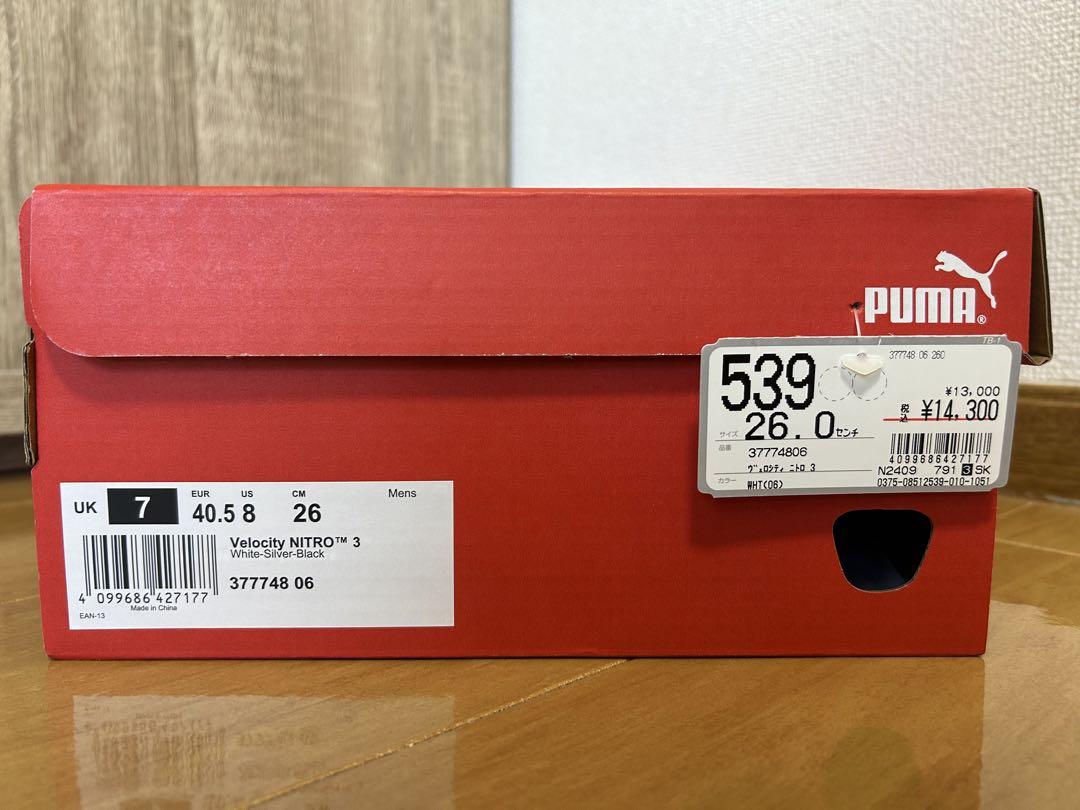 PUMA®
TB-1
539
377748 06 260
¥13,000
税込 ¥14,300
サイズ 26.0センチ
品番 37774806
ヴェロシティ ニトロ 3
カラー WHT(06)
4099686427177
N2409 791 3 SK
0375-08512539-010-1051
UK 7 EUR 40.5 US 8 CM 26 Mens
Velocity NITRO™ 3
White-Silver-Black
377748 06
4 099686 427177
Made in China
EAN-13